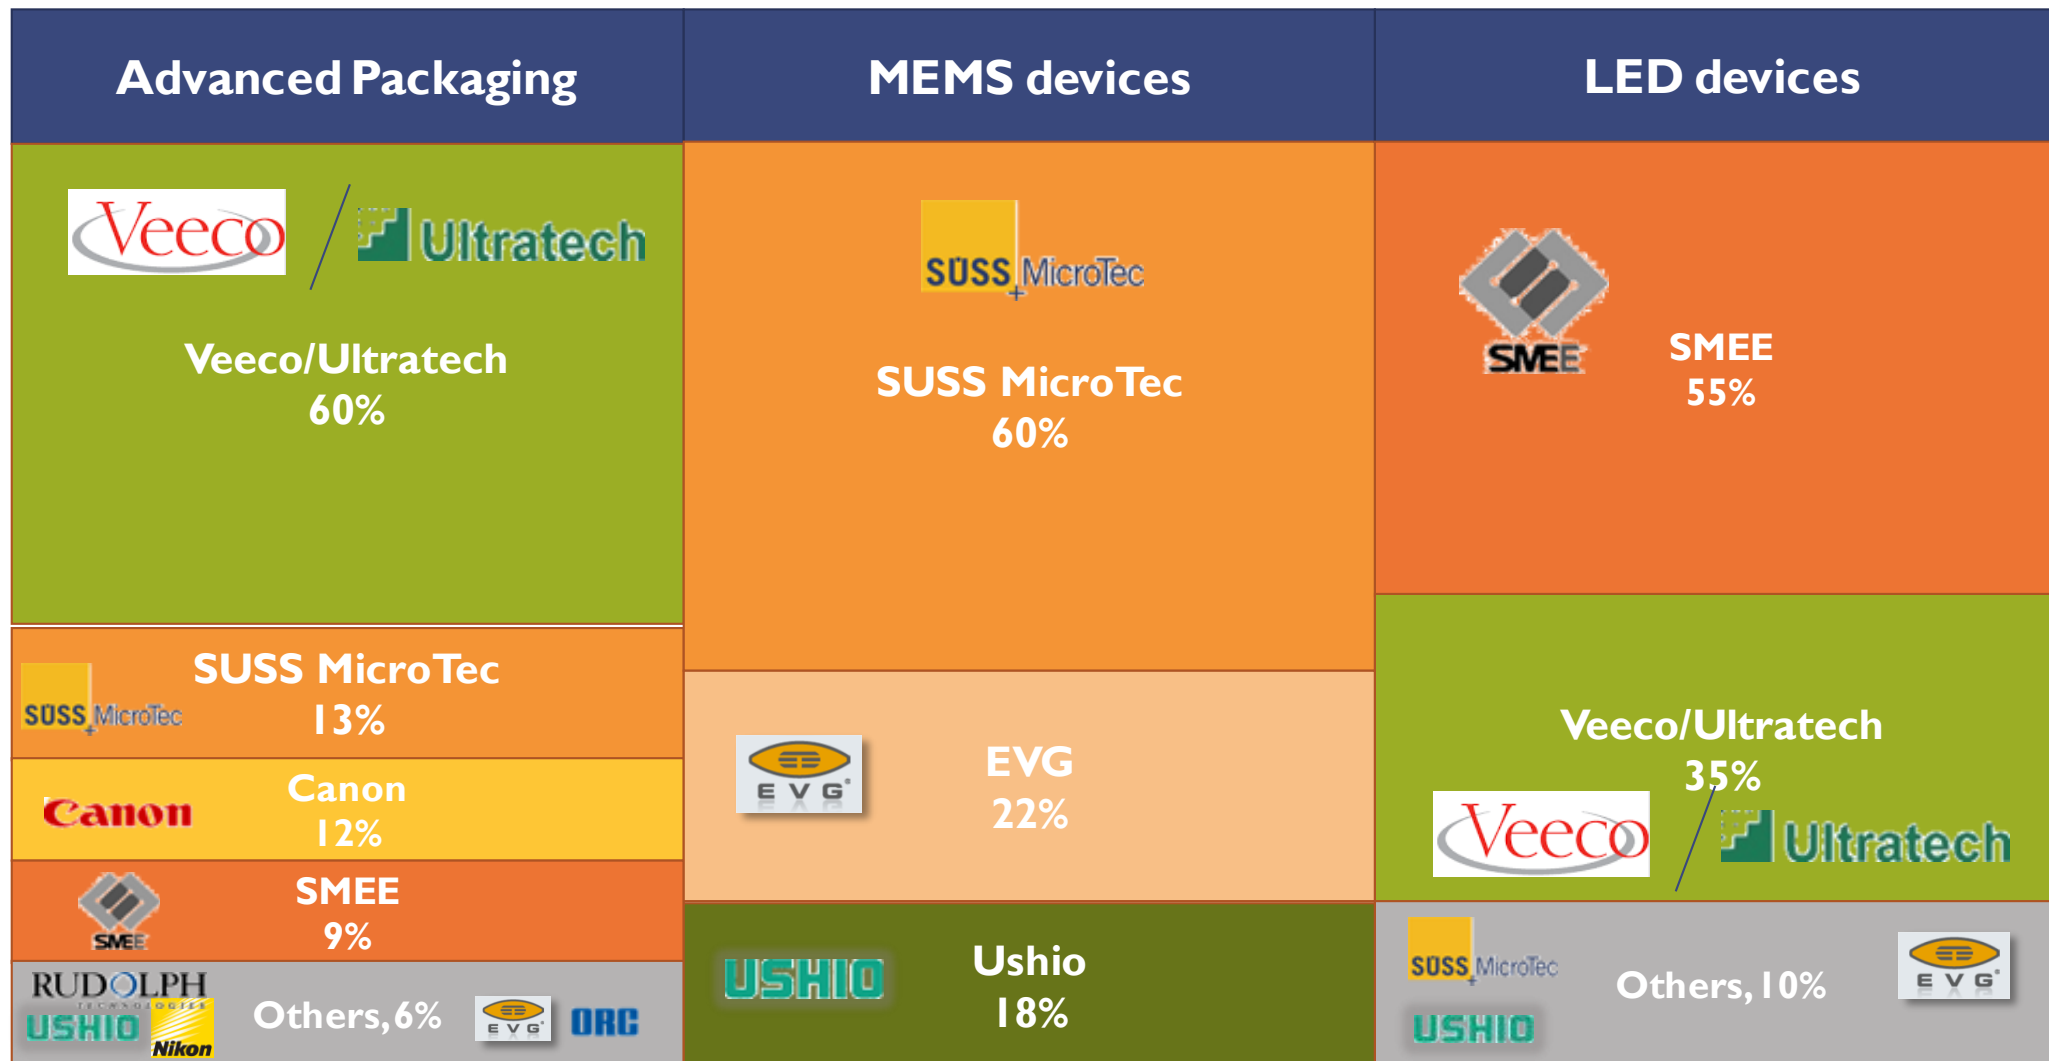 Advanced Packaging
Veeco
Ultratech
Veeco/Ultratech
60%
SUSS MicroTec
13%
SÜSS MicroTec
Canon
12%
Canon
SMEE
9%
SMEE
RUDOLPH
TECHNOLOGIES
USHIO
Nikon
Others, 6%
EVG®
ORC
MEMS devices
SÜSS MicroTec
SUSS MicroTec
60%
EVG®
EVG
22%
USHIO
Ushio
18%
LED devices
SMEE
SMEE
55%
Veeco/Ultratech
35%
Veeco
Ultratech
SÜSS MicroTec
USHIO
Others, 10%
EVG®